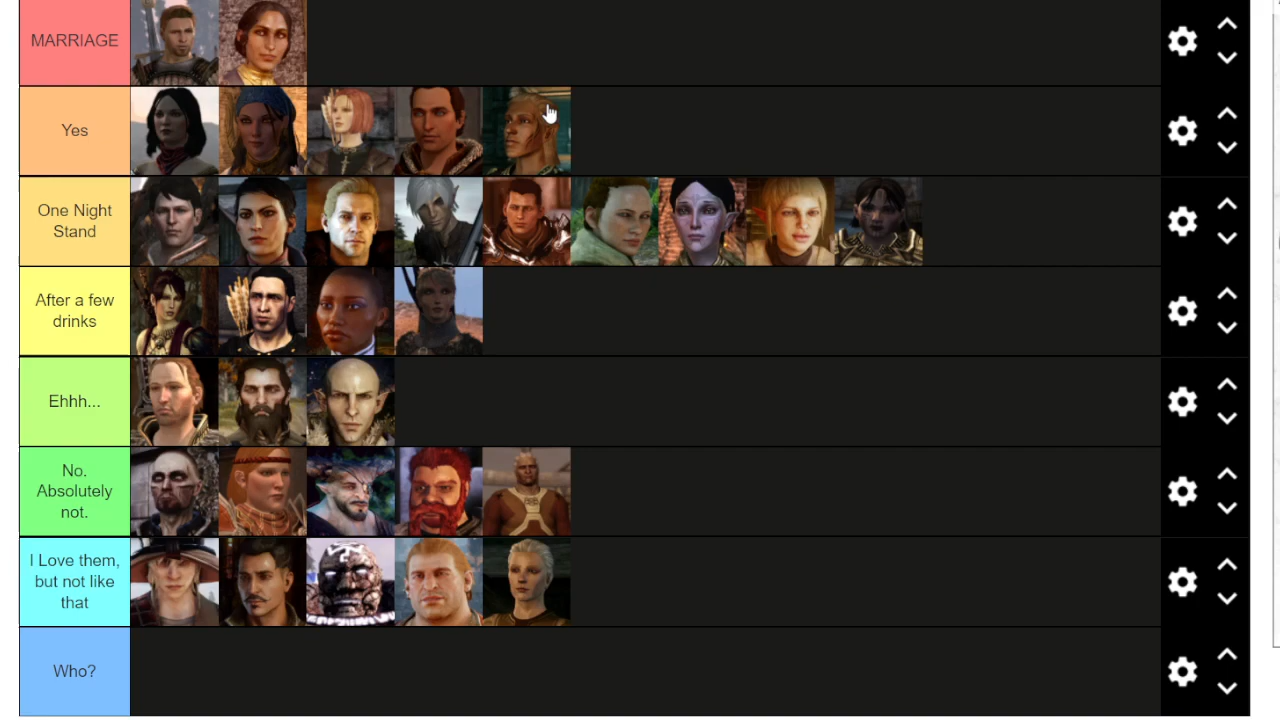 MARRIAGE
Yes
One Night
Stand
After a few
drinks
Ehhh...
No.
Absolutely
not.
I Love them,
but not like
that
Who?